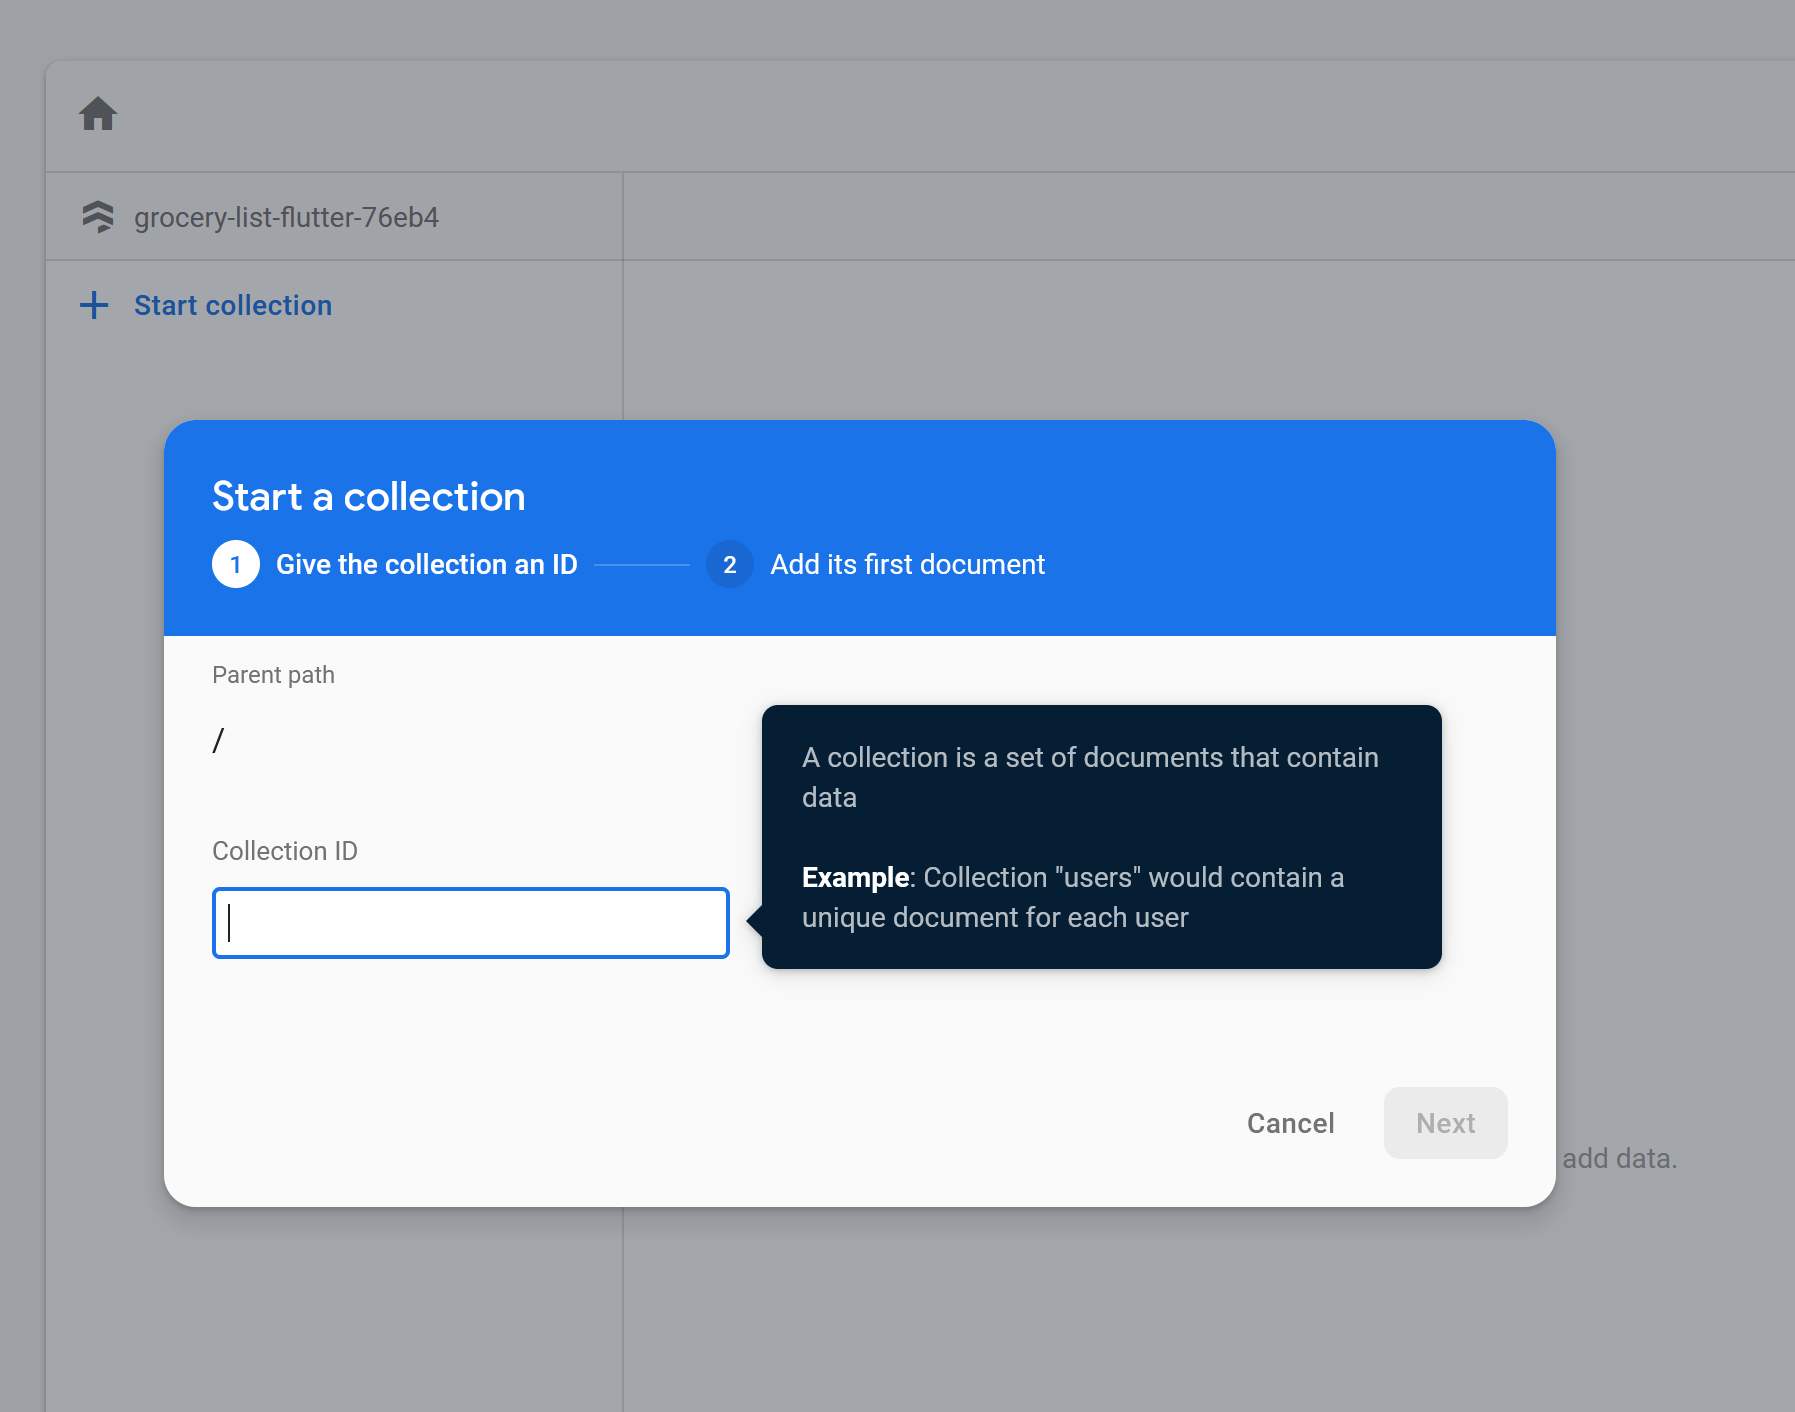 grocery-list-flutter-76eb4
Start collection
Start a collection
1 Give the collection an ID 2 Add its first document
Parent path
/
Collection ID
A collection is a set of documents that contain
data
Example: Collection "users" would contain a
unique document for each user
Cancel Next
add data.